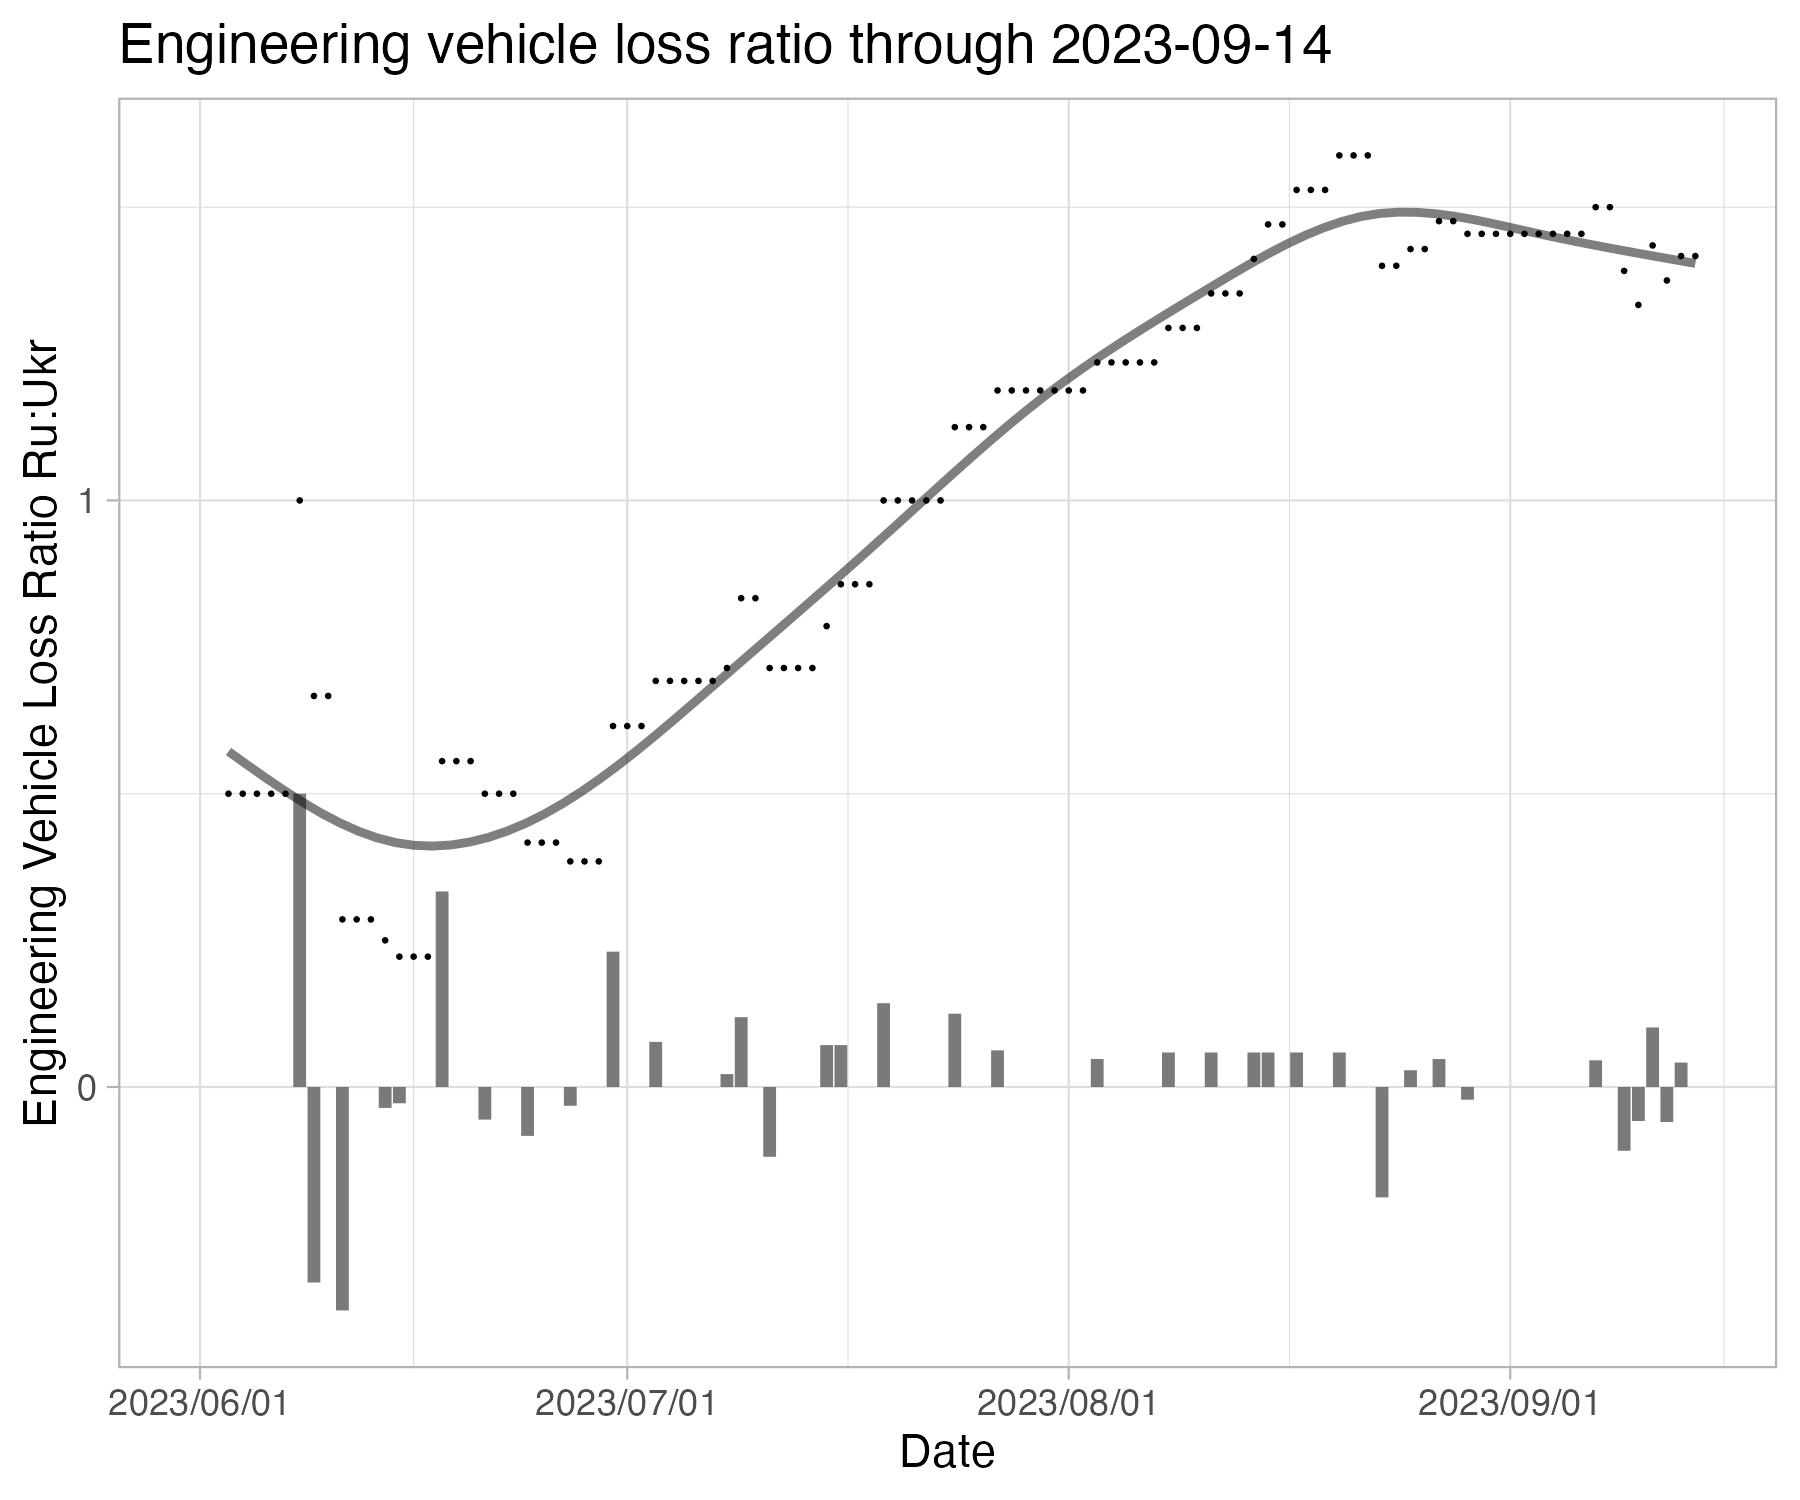 Engineering vehicle loss ratio through 2023-09-14
Engineering Vehicle Loss Ratio Ru:Ukr
1
0
2023/06/01
2023/07/01
2023/08/01
2023/09/01
Date